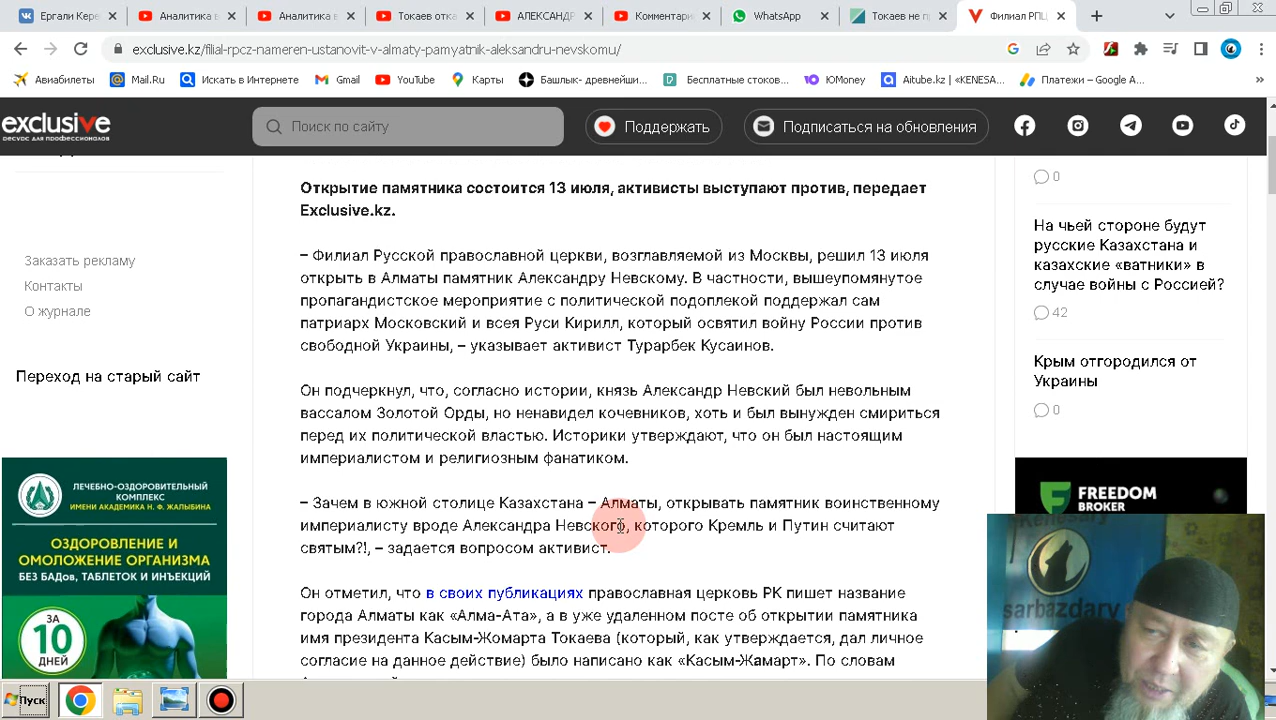 Ергали Кере
Аналитика в
Аналитика в
Токаев отка
АЛЕКСАНДР
Комментари
WhatsApp
Токаев не пр
Филиал РПЦ
exclusive.kz/filial-rpcz-nameren-ustanovit-v-almaty-pamyatnik-aleksandru-nevskomu/
Авиабилеты
Mail.Ru
Искать в Интернете
Gmail
YouTube
Карты
Башлык- древнейши...
Бесплатные стоков...
ЮMoney
Aitube.kz | «KENESA...
Платежи – Google A...
»
exclusive
ресурс для профессионалов
Поиск по сайту
Поддержать
Подписаться на обновления
Заказать рекламу
Контакты
О журнале
Переход на старый сайт
ЛЕЧЕБНО-ОЗДОРОВИТЕЛЬНЫЙ
КОМПЛЕКС
ИМЕНИ АКАДЕМИКА Н. Ф. ЖАЛЫБИНА
ОЗДОРОВЛЕНИЕ И
ОМОЛОЖЕНИЕ ОРГАНИЗМА
БЕЗ БАДов, ТАБЛЕТОК И ИНЪЕКЦИЙ
ЗА
10
ДНЕЙ
Открытие памятника состоится 13 июля, активисты выступают против, передает
Exclusive.kz.
– Филиал Русской православной церкви, возглавляемой из Москвы, решил 13 июля
открыть в Алматы памятник Александру Невскому. В частности, вышеупомянутое
пропагандистское мероприятие с политической подоплекой поддержал сам
патриарх Московский и всея Руси Кирилл, который освятил войну России против
свободной Украины, – указывает активист Турарбек Кусаинов.
Он подчеркнул, что, согласно истории, князь Александр Невский был невольным
вассалом Золотой Орды, но ненавидел кочевников, хоть и был вынужден смириться
перед их политической властью. Историки утверждают, что он был настоящим
империалистом и религиозным фанатиком.
– Зачем в южной столице Казахстана – Алматы, открывать памятник воинственному
империалисту вроде Александра Невского, которого Кремль и Путин считают
святым?!, – задается вопросом активист.
Он отметил, что в своих публикациях православная церковь РК пишет название
города Алматы как «Алма-Ата», а в уже удаленном посте об открытии памятника
имя президента Касым-Жомарта Токаева (который, как утверждается, дал личное
согласие на данное действие) было написано как «Касым-Жамарт». По словам
0
На чьей стороне будут
русские Казахстана и
казахские «ватники» в
случае войны с Россией?
42
Крым отгородился от
Украины
0
FREEDOM
BROKER
sarbazdary
Пуск